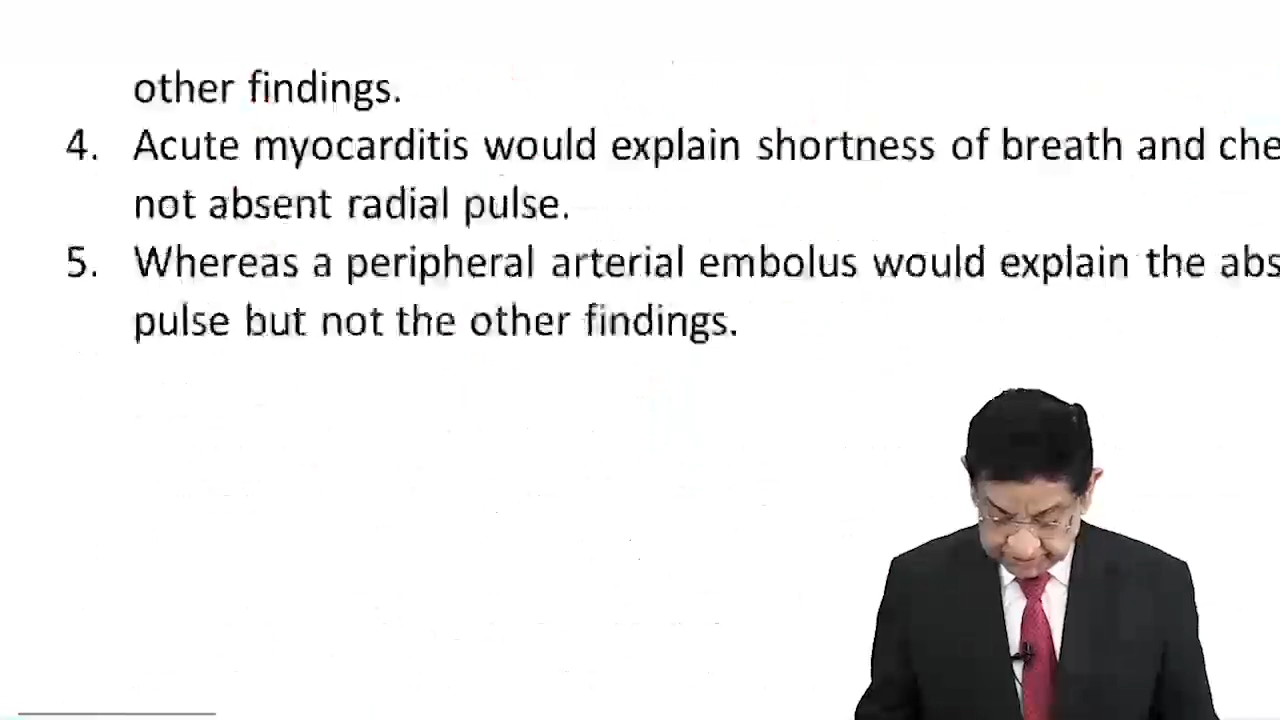 other findings.
4. Acute myocarditis would explain shortness of breath and che
not absent radial pulse.
5. Whereas a peripheral arterial embolus would explain the abs
pulse but not the other findings.